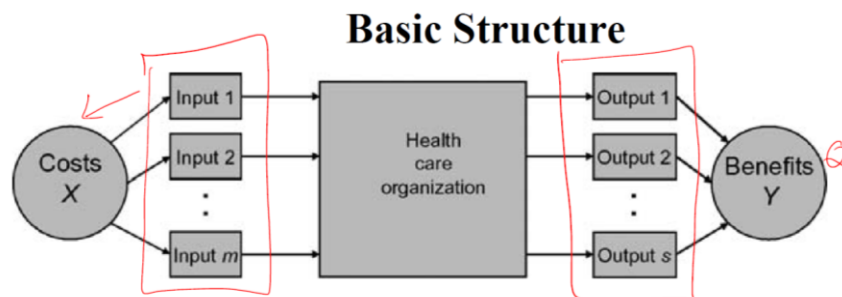 Basic Structure
Costs
X
Input 1
Input 2
Input m
Health
care
organization
Output 1
Output 2
Output s
Benefits
Y